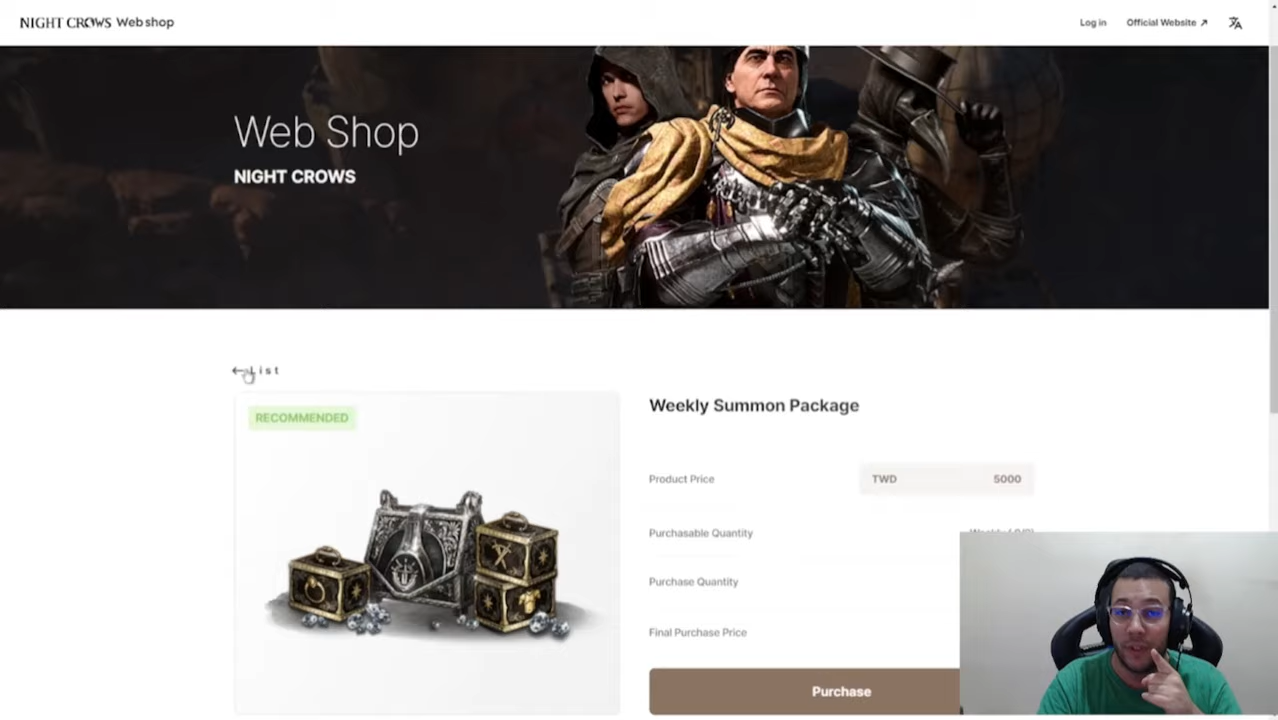 NIGHT CROWS Web shop
Log in
Official Website ↗
Web Shop
NIGHT CROWS
← List
RECOMMENDED
Weekly Summon Package
Product Price
TWD 5000
Purchasable Quantity
Purchase Quantity
Final Purchase Price
Purchase